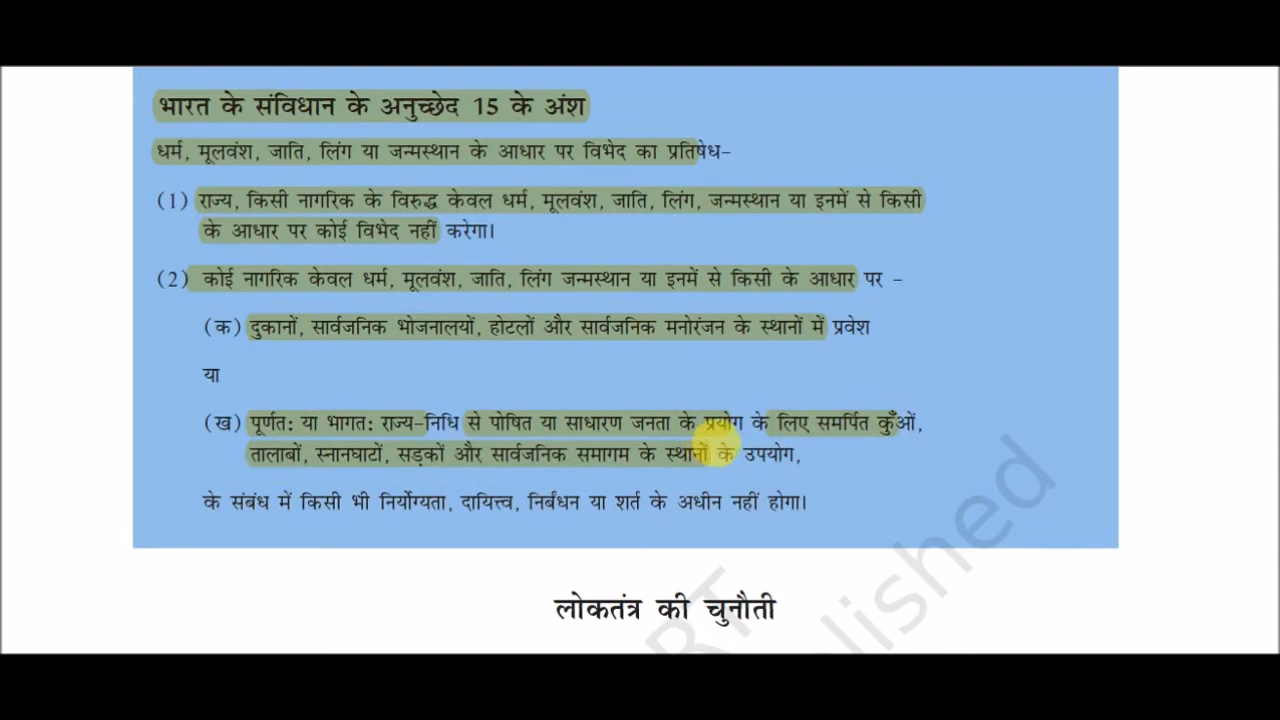 भारत के संविधान के अनुच्छेद 15 के अंश
धर्म, मूलवंश, जाति, लिंग या जन्मस्थान के आधार पर विभेद का प्रतिषेध–
(1) राज्य, किसी नागरिक के विरुद्ध केवल धर्म, मूलवंश, जाति, लिंग, जन्मस्थान या इनमें से किसी
के आधार पर कोई विभेद नहीं करेगा।
(2) कोई नागरिक केवल धर्म, मूलवंश, जाति, लिंग जन्मस्थान या इनमें से किसी के आधार पर –
(क) दुकानों, सार्वजनिक भोजनालयों, होटलों और सार्वजनिक मनोरंजन के स्थानों में प्रवेश
या
(ख) पूर्णतः या भागतः राज्य-निधि से पोषित या साधारण जनता के प्रयोग के लिए समर्पित कुँओं,
तालाबों, स्नानघाटों, सड़कों और सार्वजनिक समागम के स्थानों के उपयोग,
के संबंध में किसी भी निर्योग्यता, दायित्त्व, निर्बंधन या शर्त के अधीन नहीं होगा।
लोकतंत्र की चुनौती